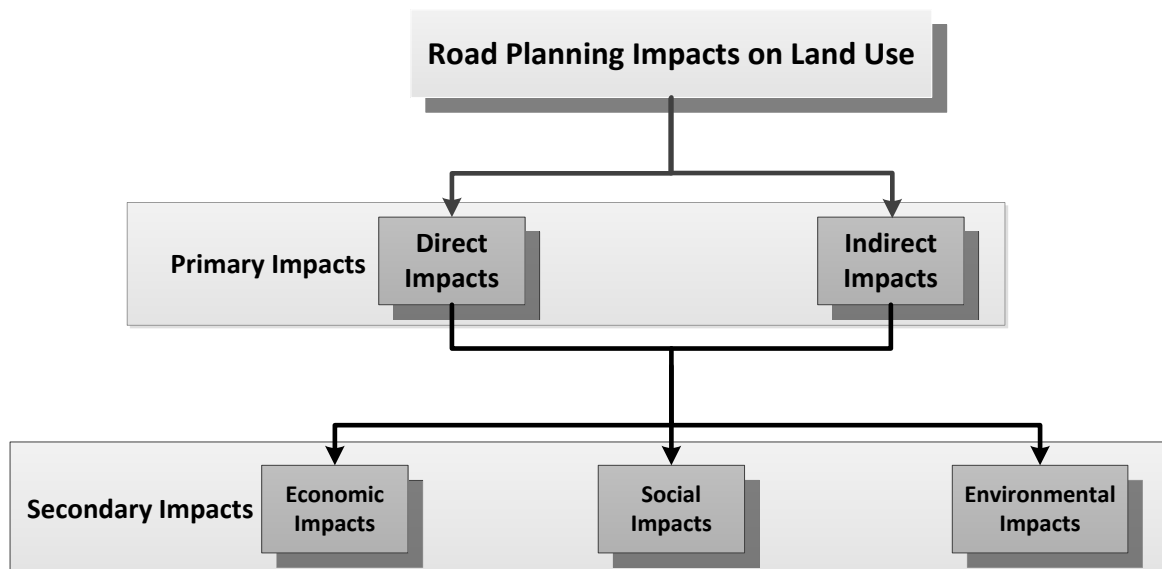 Road Planning Impacts on Land Use
Primary Impacts
Direct
Impacts
Indirect
Impacts
Secondary Impacts
Economic
Impacts
Social
Impacts
Environmental
Impacts